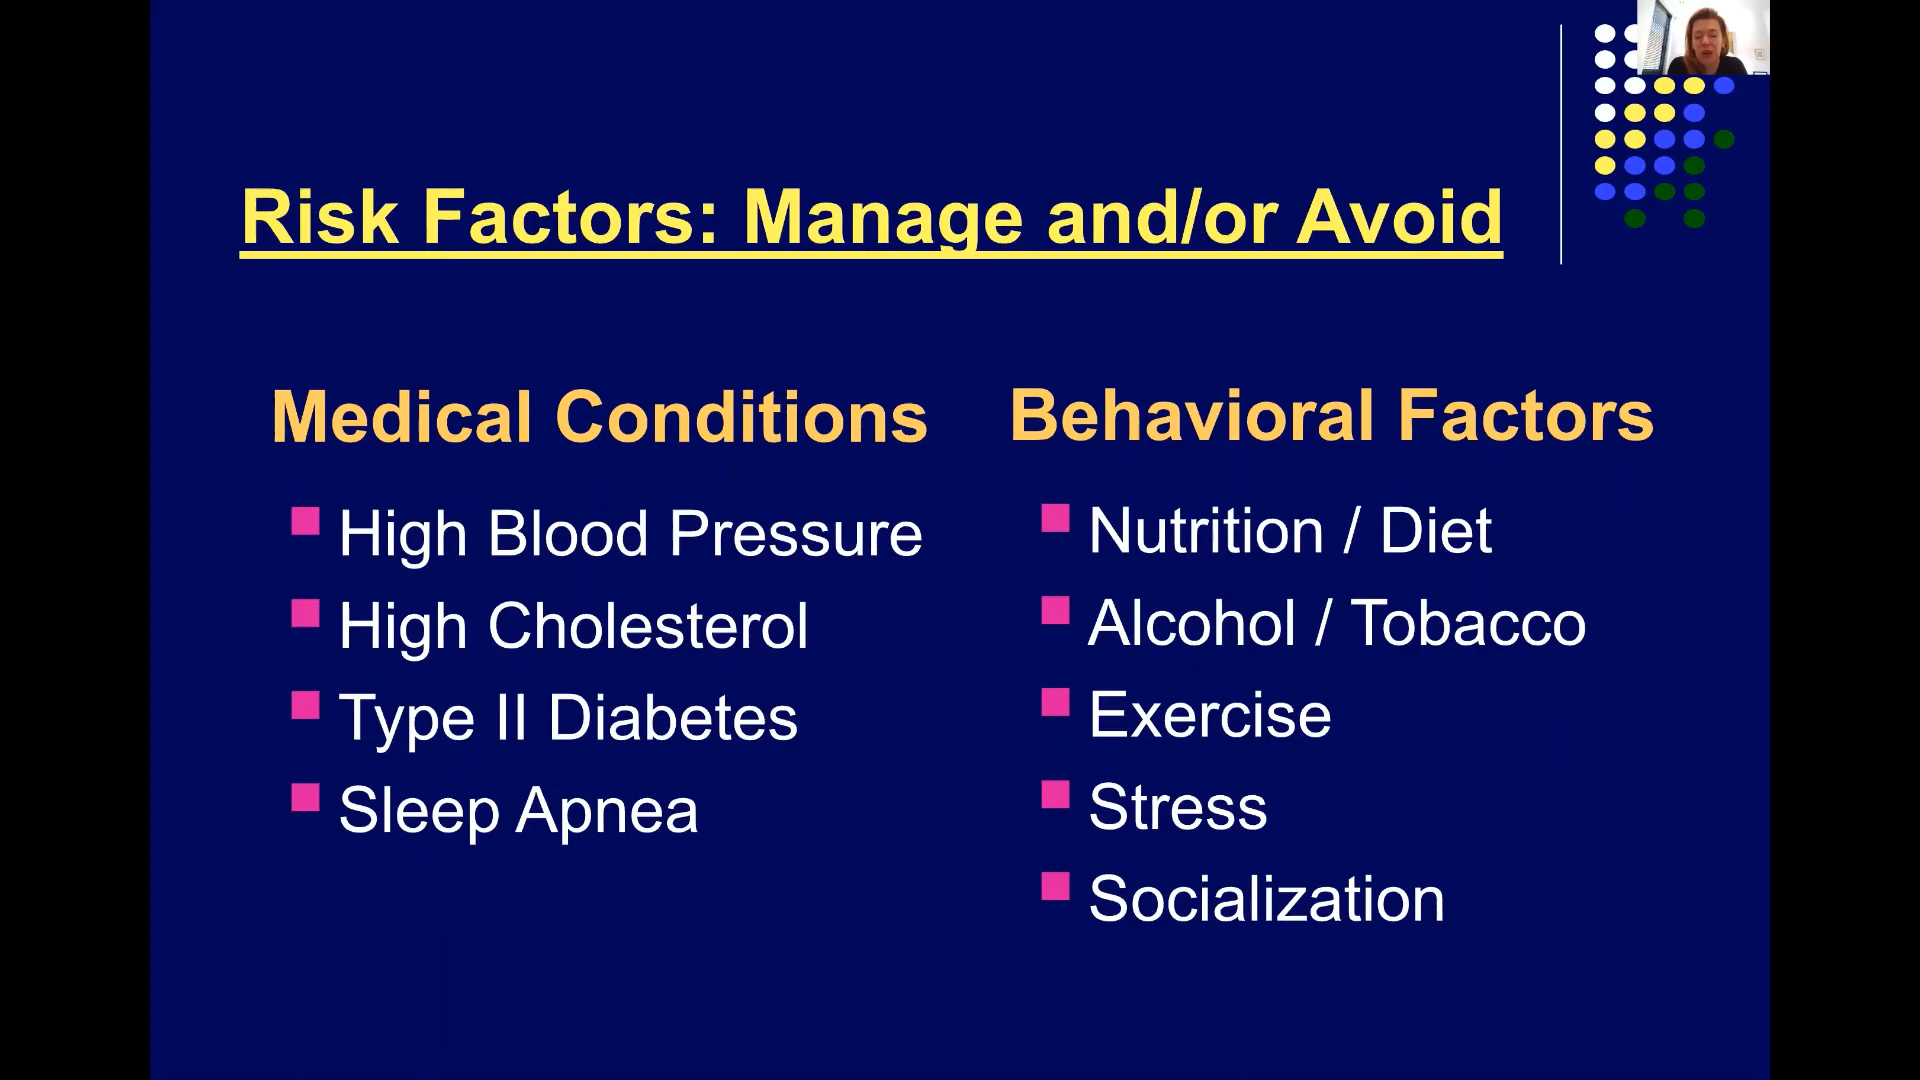 Risk Factors: Manage and/or Avoid
Medical Conditions
High Blood Pressure
High Cholesterol
Type II Diabetes
Sleep Apnea
Behavioral Factors
Nutrition / Diet
Alcohol / Tobacco
Exercise
Stress
Socialization